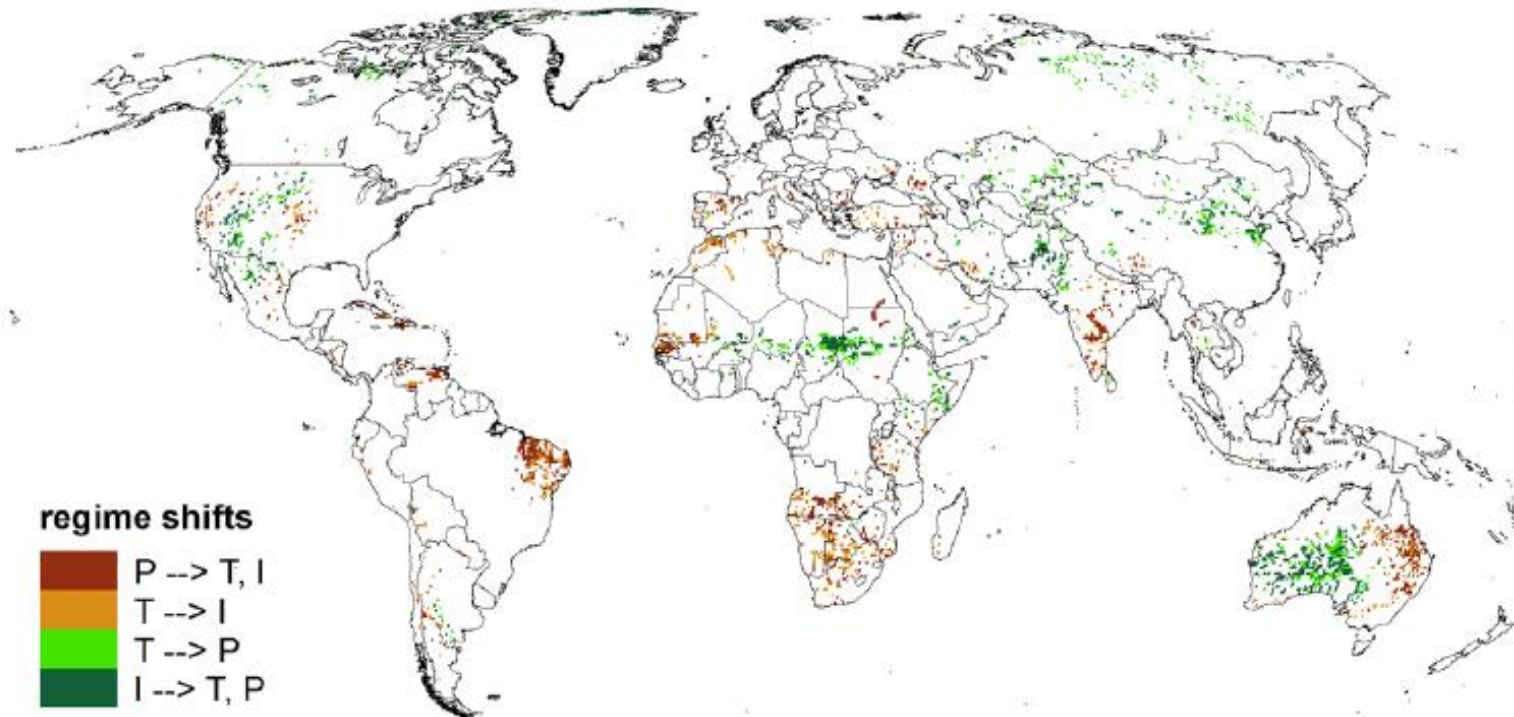 regime shifts
P --> T, I
T --> I
T --> P
I --> T, P